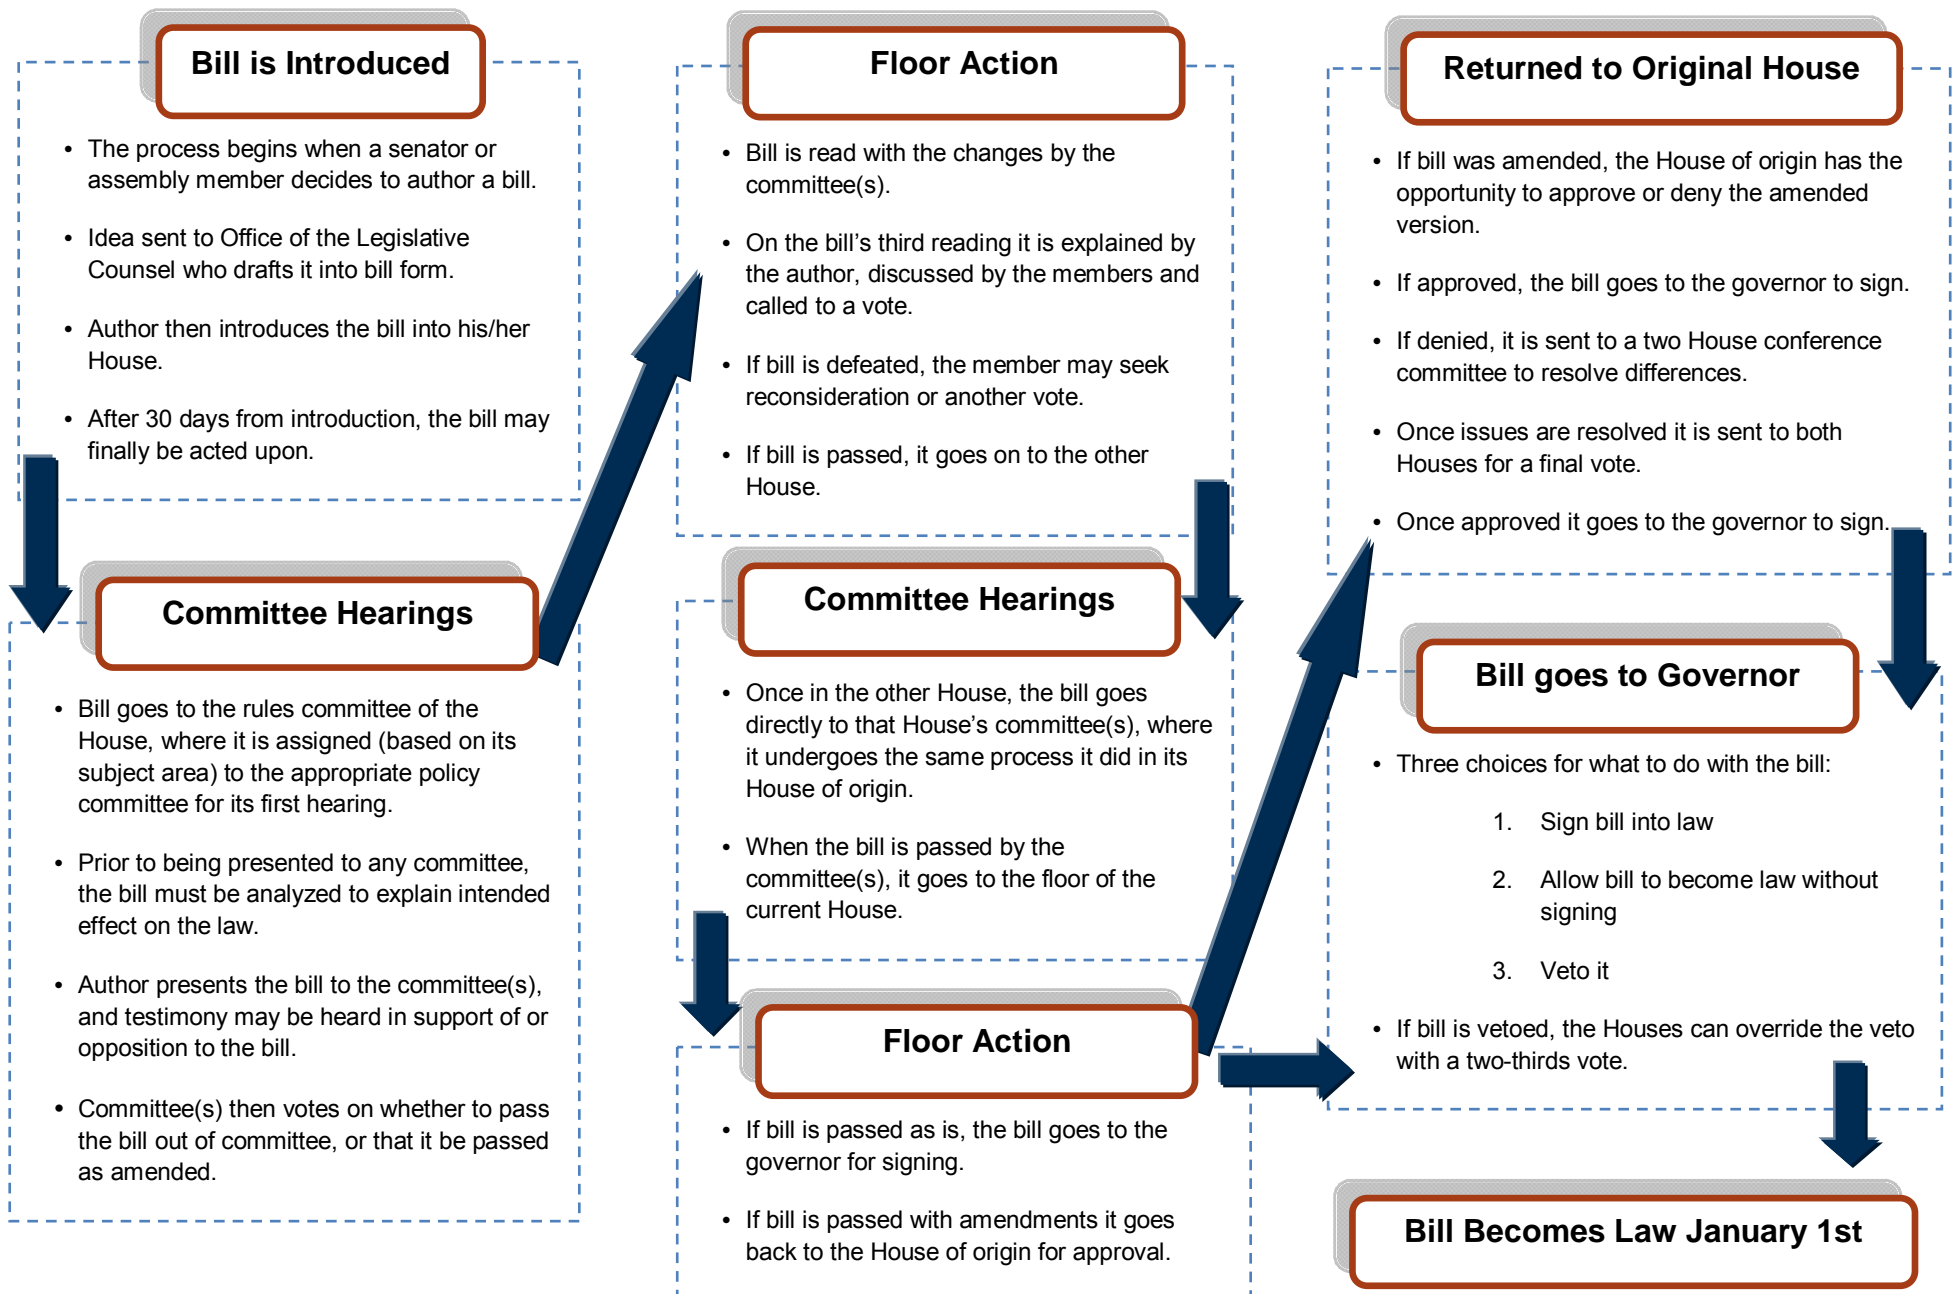 Bill is Introduced
• The process begins when a senator or
assembly member decides to author a bill.
• Idea sent to Office of the Legislative
Counsel who drafts it into bill form.
• Author then introduces the bill into his/her
House.
• After 30 days from introduction, the bill may
finally be acted upon.
Committee Hearings
• Bill goes to the rules committee of the
House, where it is assigned (based on its
subject area) to the appropriate policy
committee for its first hearing.
• Prior to being presented to any committee,
the bill must be analyzed to explain intended
effect on the law.
• Author presents the bill to the committee(s),
and testimony may be heard in support of or
opposition to the bill.
• Committee(s) then votes on whether to pass
the bill out of committee, or that it be passed
as amended.
Floor Action
• Bill is read with the changes by the
committee(s).
• On the bill’s third reading it is explained by
the author, discussed by the members and
called to a vote.
• If bill is defeated, the member may seek
reconsideration or another vote.
• If bill is passed, it goes on to the other
House.
Committee Hearings
• Once in the other House, the bill goes
directly to that House’s committee(s), where
it undergoes the same process it did in its
House of origin.
• When the bill is passed by the
committee(s), it goes to the floor of the
current House.
Floor Action
• If bill is passed as is, the bill goes to the
governor for signing.
• If bill is passed with amendments it goes
back to the House of origin for approval.
Returned to Original House
• If bill was amended, the House of origin has the
opportunity to approve or deny the amended
version.
• If approved, the bill goes to the governor to sign.
• If denied, it is sent to a two House conference
committee to resolve differences.
• Once issues are resolved it is sent to both
Houses for a final vote.
• Once approved it goes to the governor to sign.
Bill goes to Governor
• Three choices for what to do with the bill:
1. Sign bill into law
2. Allow bill to become law without
signing
3. Veto it
• If bill is vetoed, the Houses can override the veto
with a two-thirds vote.
Bill Becomes Law January 1st